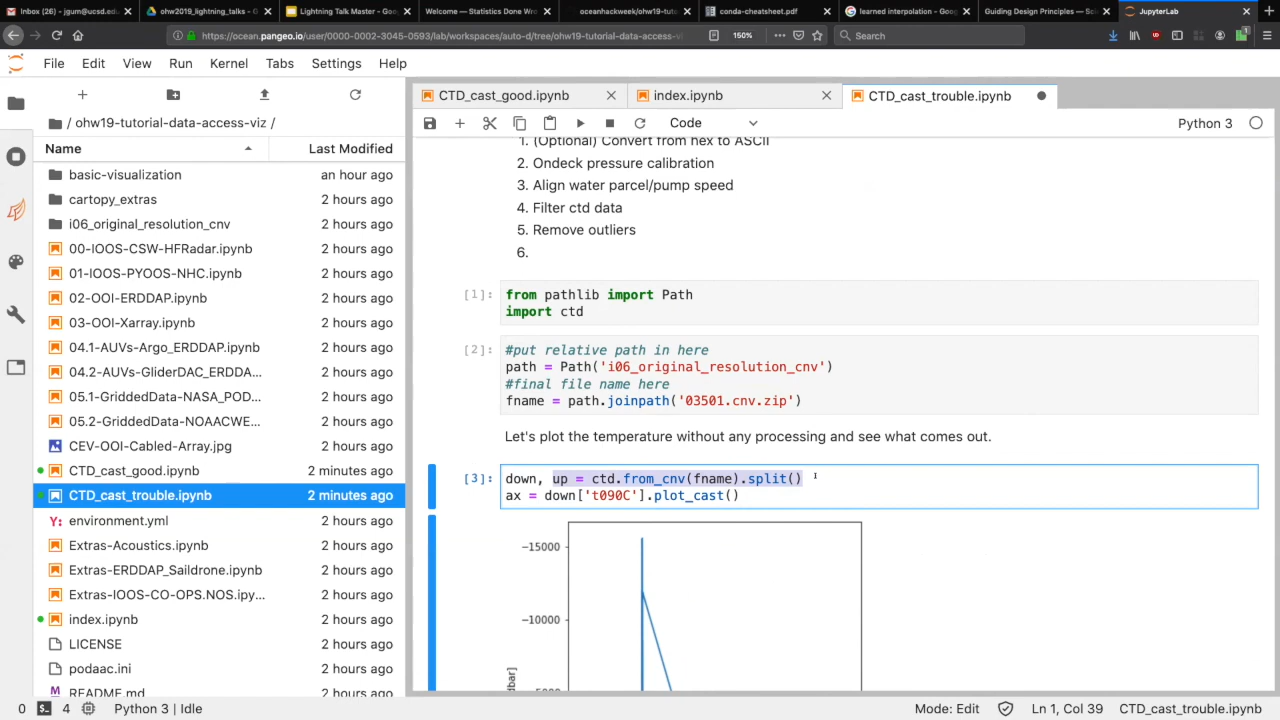 Inbox (20) - jgum@ucsd.ed
ohw2019_lightning_talks - G
Lightning Talk Master - Goog
Welcome — Statistics Done Wro
oceanhackweek/ohw19-tuto
conda-cheatsheet.pdf
learned interpolation - Goog
Guiding Design Principles — Sci
JupyterLab
https://ocean.pangeo.io/user/0000-0002-3045-0593/lab/workspaces/auto-d/tree/ohw19-tutorial-data-access-vi
150%
Search
File Edit View Run Kernel Tabs Settings Help
CTD_cast_good.ipynb
index.ipynb
CTD_cast_trouble.ipynb
/ ohw19-tutorial-data-access-viz /
Code
Python 3
Name Last Modified
basic-visualization an hour ago
cartopy_extras 2 hours ago
i06_original_resolution_cnv 2 hours ago
00-IOOS-CSW-HFRadar.ipynb 2 hours ago
01-IOOS-PYOOS-NHC.ipynb 2 hours ago
02-OOI-ERDDAP.ipynb 2 hours ago
03-OOI-Xarray.ipynb 2 hours ago
04.1-AUVs-Argo_ERDDAP.ipynb 2 hours ago
04.2-AUVs-GliderDAC_ERDDA... 2 hours ago
05.1-GriddedData-NASA_POD... 2 hours ago
05.2-GriddedData-NOAACWE... 2 hours ago
CEV-OOI-Cabled-Array.jpg 2 hours ago
CTD_cast_good.ipynb 2 minutes ago
CTD_cast_trouble.ipynb 2 minutes ago
environment.yml 2 hours ago
Extras-Acoustics.ipynb 2 hours ago
Extras-ERDDAP_Saildrone.ipynb 2 hours ago
Extras-IOOS-CO-OPS.NOS.ipy... 2 hours ago
index.ipynb 2 hours ago
LICENSE 2 hours ago
podaac.ini 2 hours ago
README.md 2 hours ago
1. (Optional) Convert from hex to ASCII
2. Ondeck pressure calibration
3. Align water parcel/pump speed
4. Filter ctd data
5. Remove outliers
6.
[1]: from pathlib import Path
import ctd
[2]: #put relative path in here
path = Path('i06_original_resolution_cnv')
#final file name here
fname = path.joinpath('03501.cnv.zip')
Let's plot the temperature without any processing and see what comes out.
[3]: down, up = ctd.from_cnv(fname).split()
ax = down['t090C'].plot_cast()
−15000
−10000
dbar]
0 4 Python 3 | Idle
Mode: Edit Ln 1, Col 39 CTD_cast_trouble.ipynb